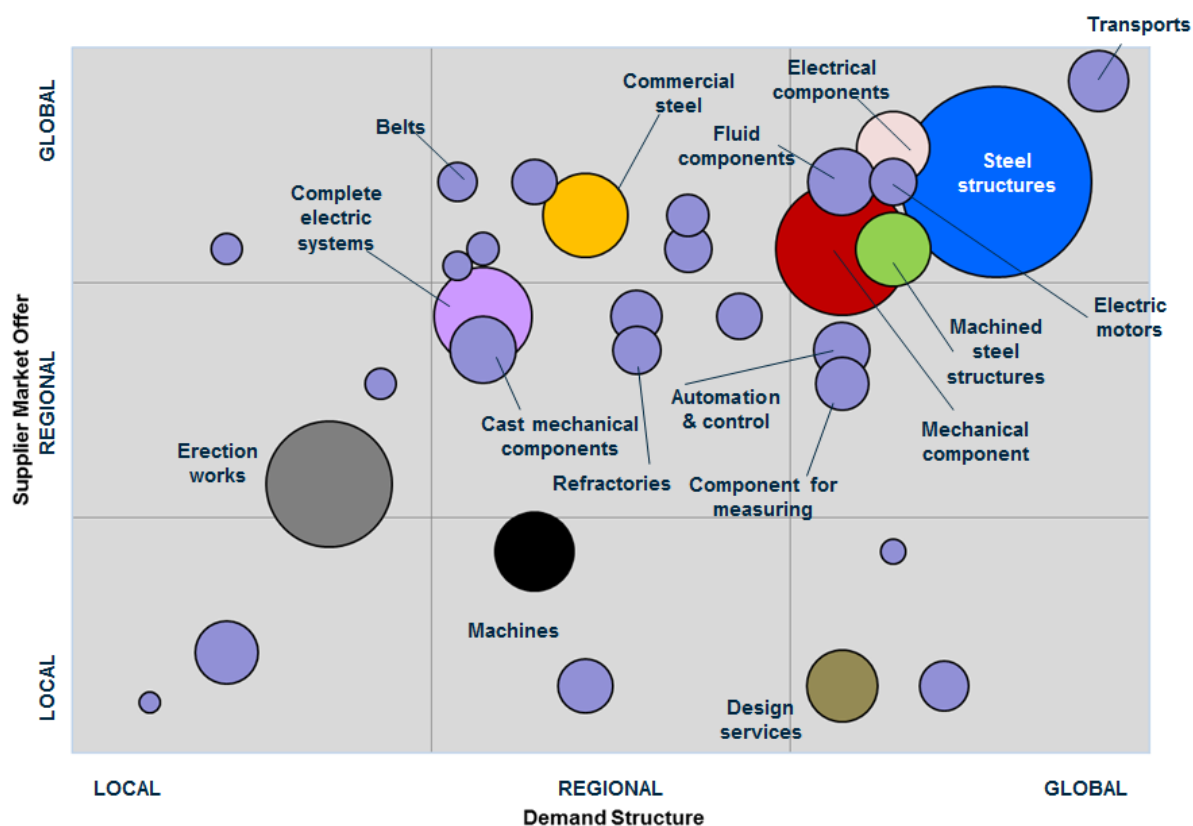 Transports
GLOBAL
Electrical
components
Commercial
steel
Belts
Fluid
components
Steel
structures
Complete
electric
systems
Supplier Market Offer
REGIONAL
Electric
motors
Machined
steel
structures
Automation
& control
Cast mechanical
components
Mechanical
component
Erection
works
Refractories
Component for
measuring
Machines
LOCAL
Design
services
LOCAL
REGIONAL
GLOBAL
Demand Structure